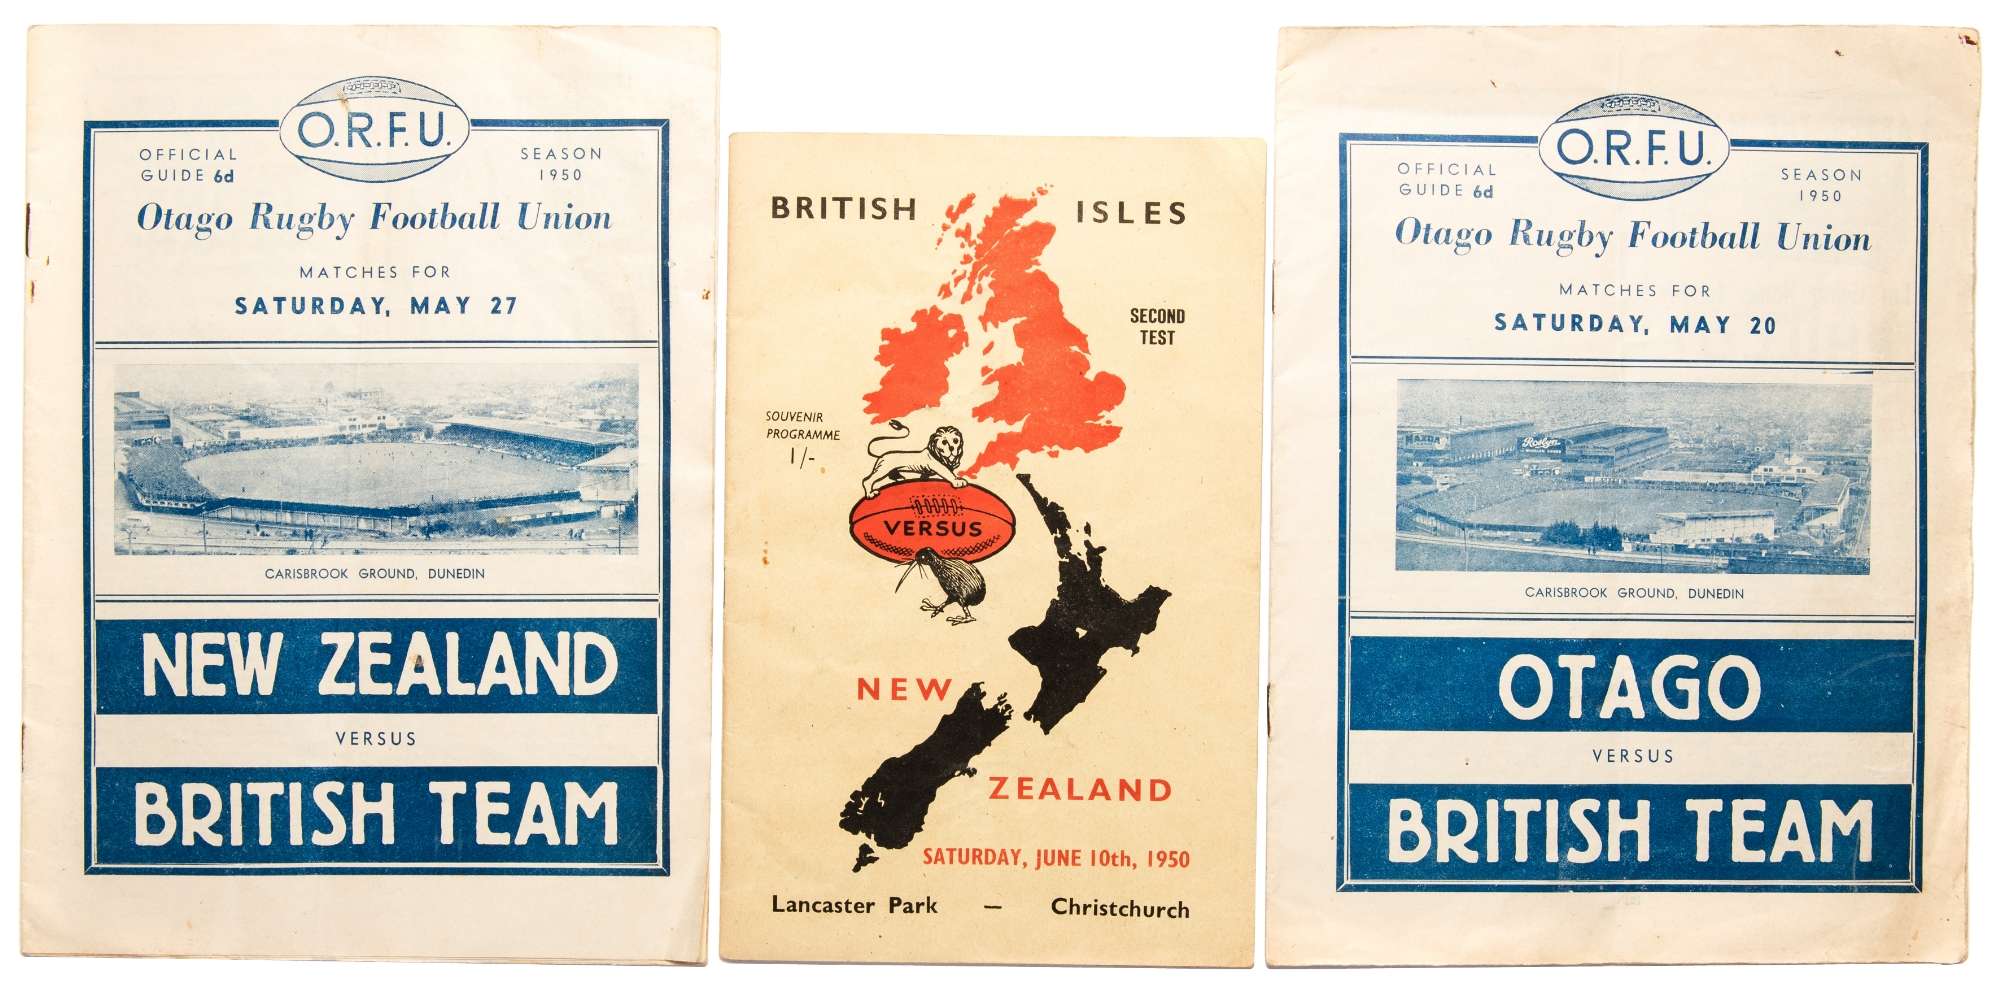 O.R.F.U.
OFFICIAL
GUIDE 6d
SEASON
1950
Otago Rugby Football Union
MATCHES FOR
SATURDAY, MAY 27
CARISBROOK GROUND, DUNEDIN
NEW ZEALAND
VERSUS
BRITISH TEAM
BRITISH ISLES
SECOND
TEST
SOUVENIR
PROGRAMME
1/-
VERSUS
NEW
ZEALAND
SATURDAY, JUNE 10th, 1950
Lancaster Park — Christchurch
O.R.F.U.
OFFICIAL
GUIDE 6d
SEASON
1950
Otago Rugby Football Union
MATCHES FOR
SATURDAY, MAY 20
MAZDA
Roslyn
CARISBROOK GROUND, DUNEDIN
OTAGO
VERSUS
BRITISH TEAM